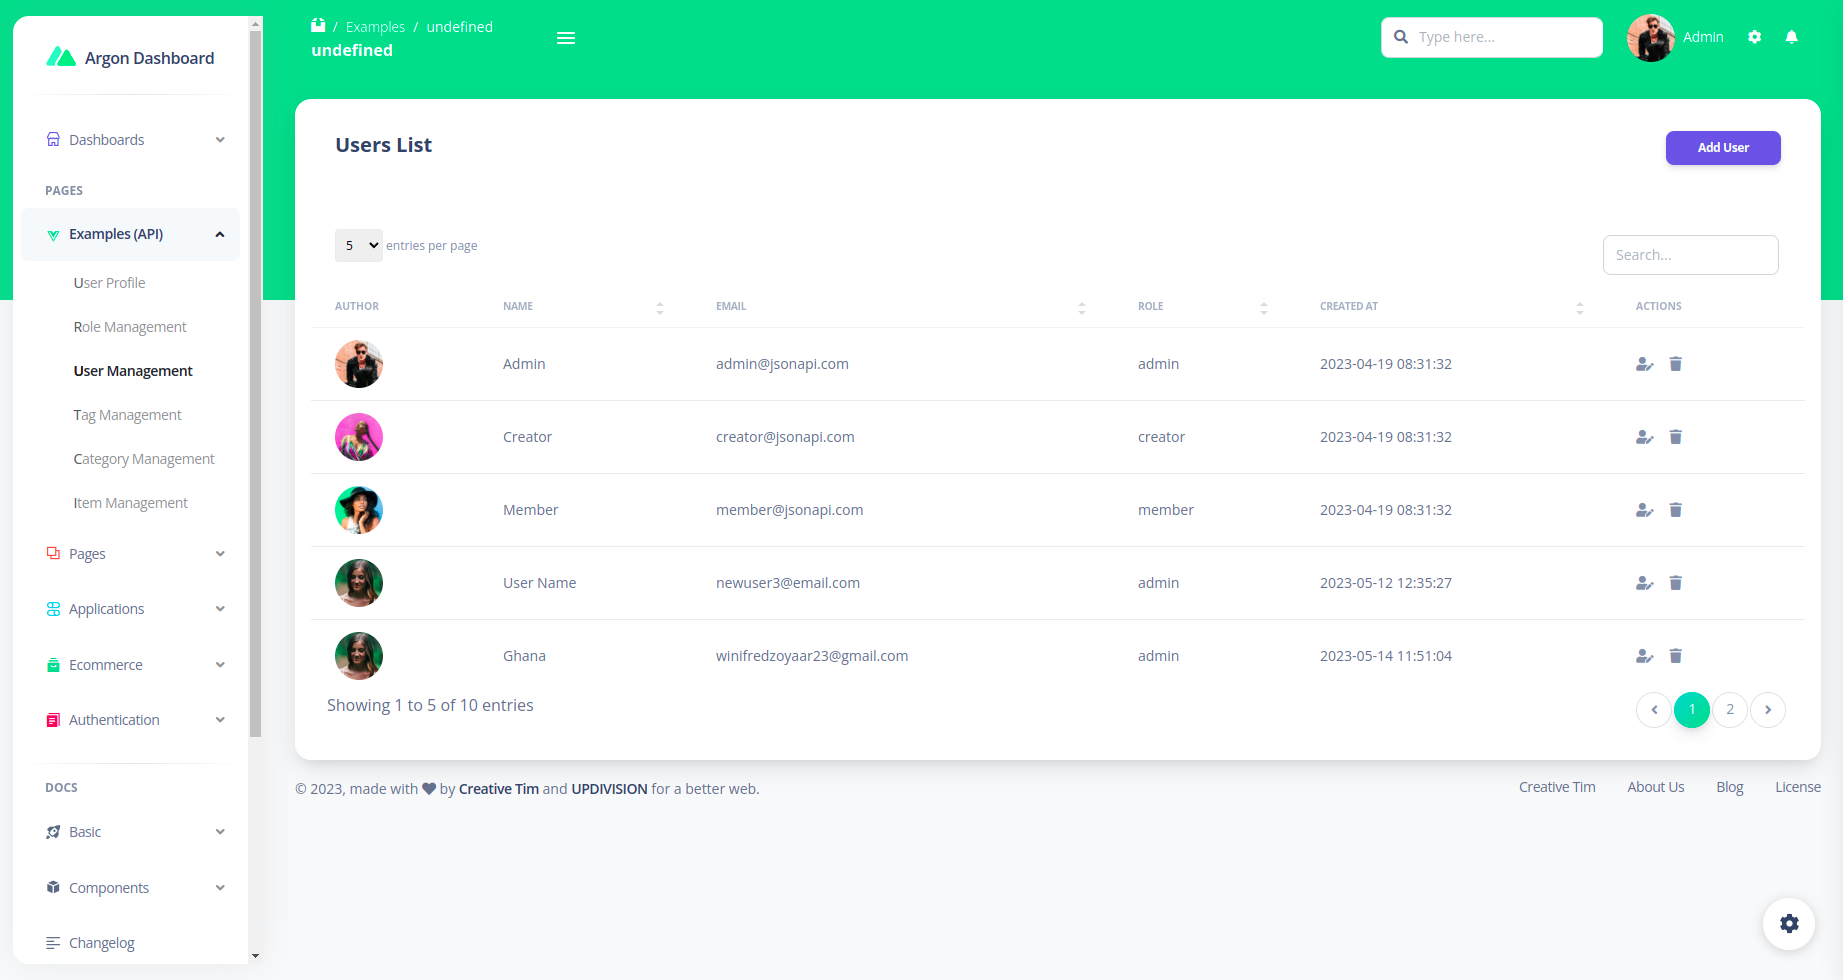 Argon Dashboard
Dashboards
PAGES
Examples (API)
User Profile
Role Management
User Management
Tag Management
Category Management
Item Management
Pages
Applications
Ecommerce
Authentication
DOCS
Basic
Components
Changelog
/ Examples / undefined
undefined
Type here...
Admin
Users List
Add User
5 entries per page
Search...
AUTHOR NAME EMAIL ROLE CREATED AT ACTIONS
Admin admin@jsonapi.com admin 2023-04-19 08:31:32
Creator creator@jsonapi.com creator 2023-04-19 08:31:32
Member member@jsonapi.com member 2023-04-19 08:31:32
User Name newuser3@email.com admin 2023-05-12 12:35:27
Ghana winifredzoyaar23@gmail.com admin 2023-05-14 11:51:04
Showing 1 to 5 of 10 entries
1 2
© 2023, made with by Creative Tim and UPDIVISION for a better web.
Creative Tim About Us Blog License